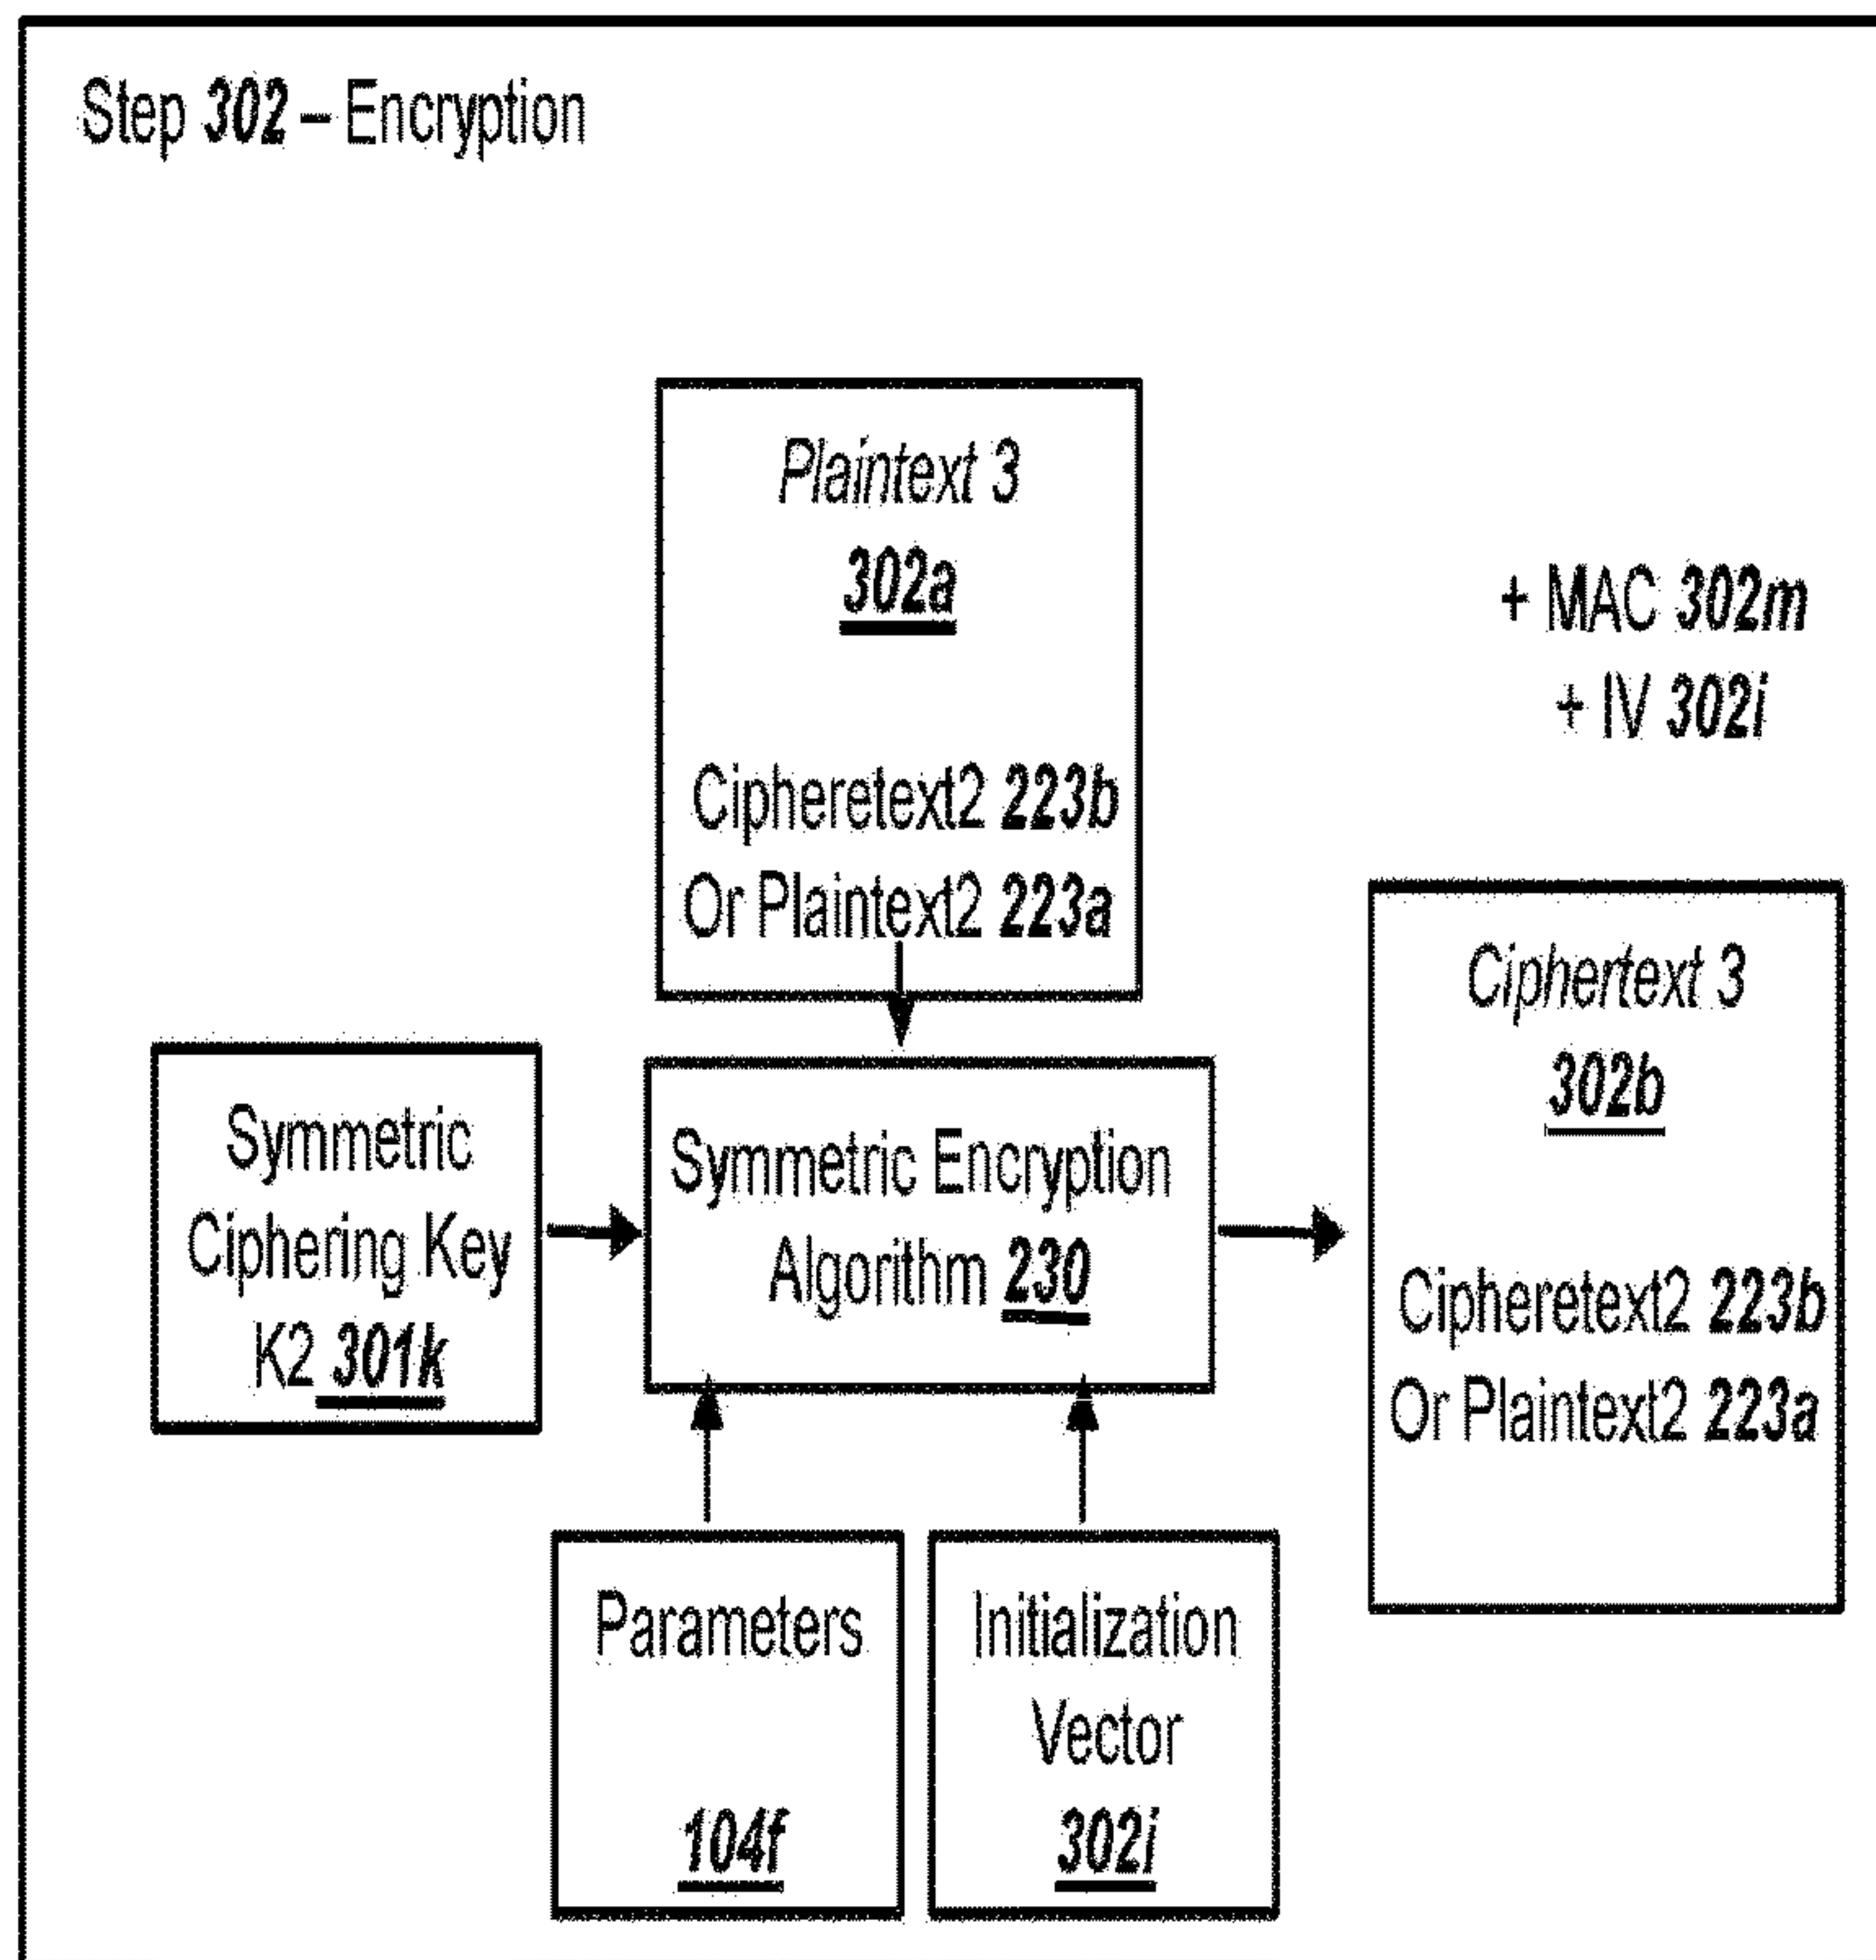 Step 302 – Encryption
Plaintext 3
302a
Cipheretext2 223b
Or Plaintext2 223a
+ MAC 302m
+ IV 302i
Symmetric
Ciphering Key
K2 301k
Symmetric Encryption
Algorithm 230
Ciphertext 3
302b
Cipheretext2 223b
Or Plaintext2 223a
Parameters
104f
Initialization
Vector
302i